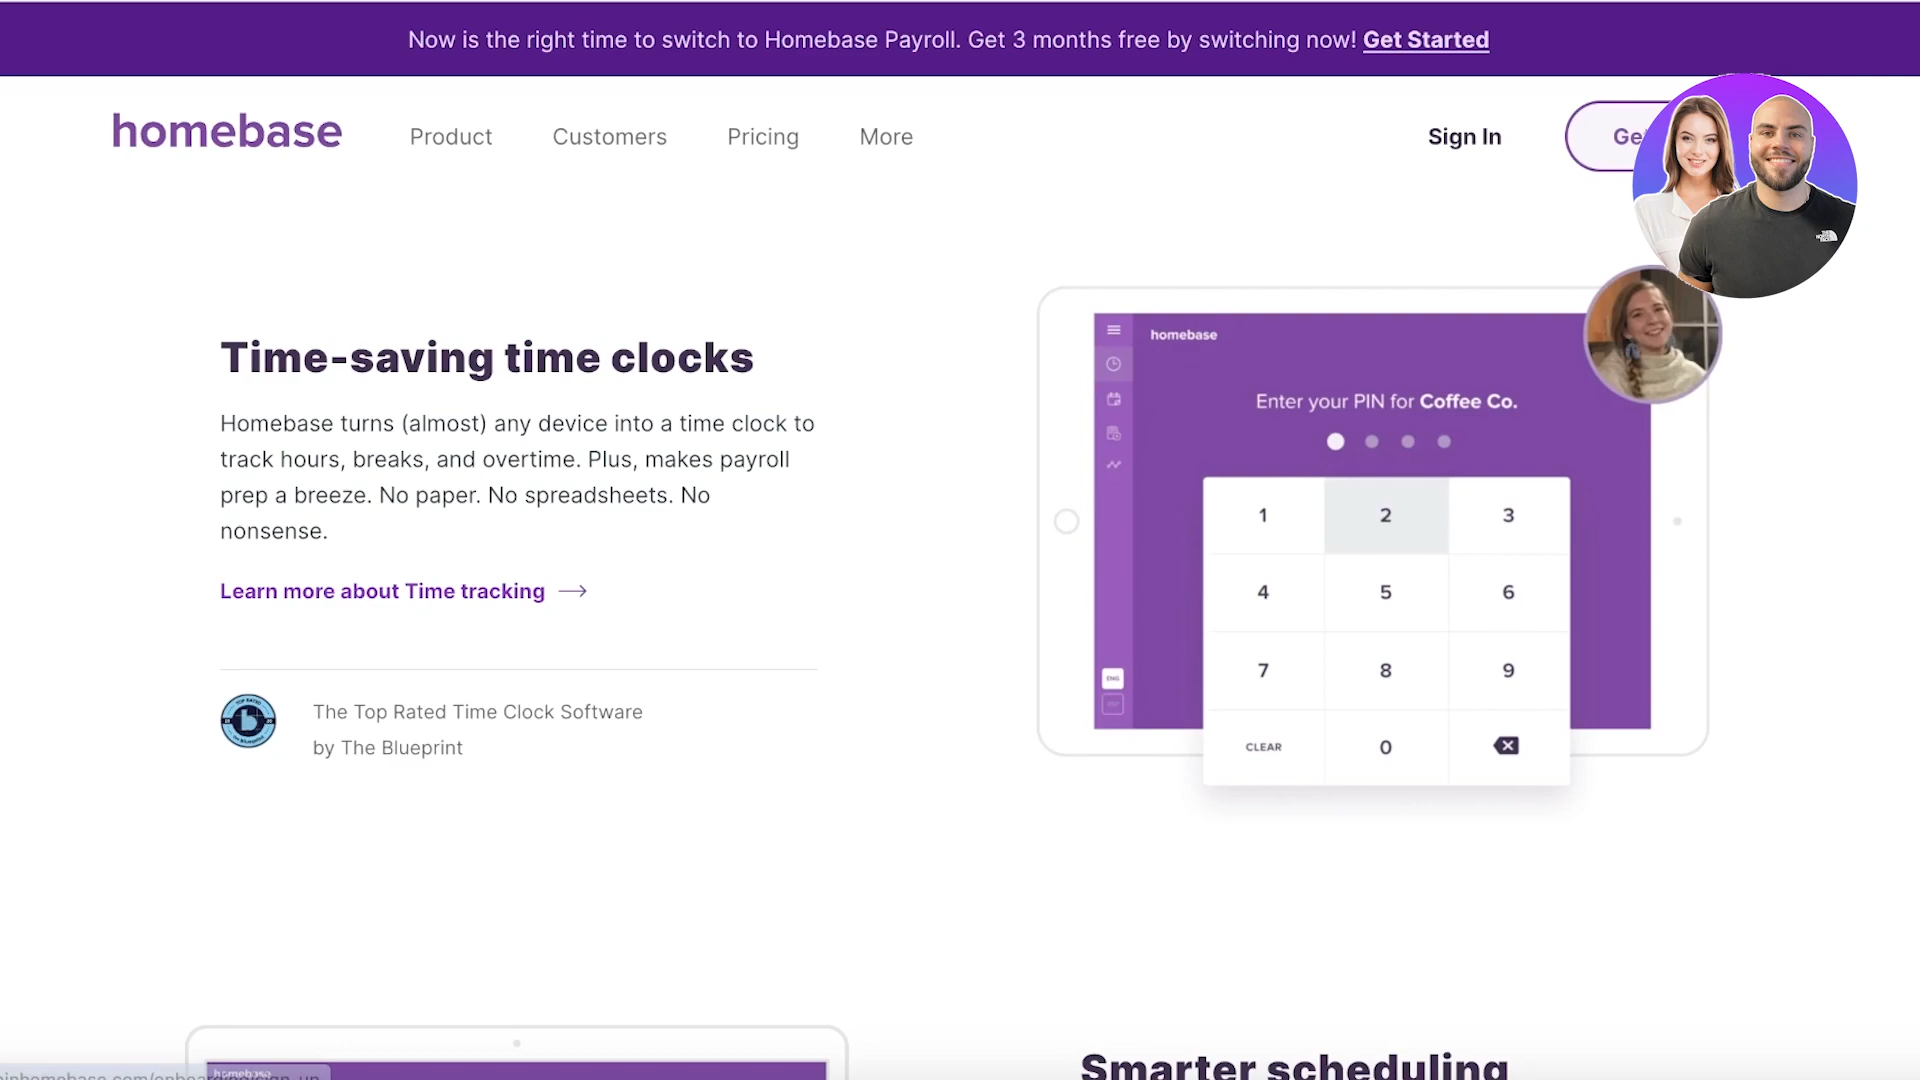 Now is the right time to switch to Homebase Payroll. Get 3 months free by switching now! Get Started
homebase
Product
Customers
Pricing
More
Sign In
Time-saving time clocks
Homebase turns (almost) any device into a time clock to
track hours, breaks, and overtime. Plus, makes payroll
prep a breeze. No paper. No spreadsheets. No
nonsense.
Learn more about Time tracking
The Top Rated Time Clock Software
by The Blueprint
homebase
Enter your PIN for Coffee Co.
1 2 3
4 5 6
7 8 9
CLEAR 0
ENG
homebase
Smarter scheduling